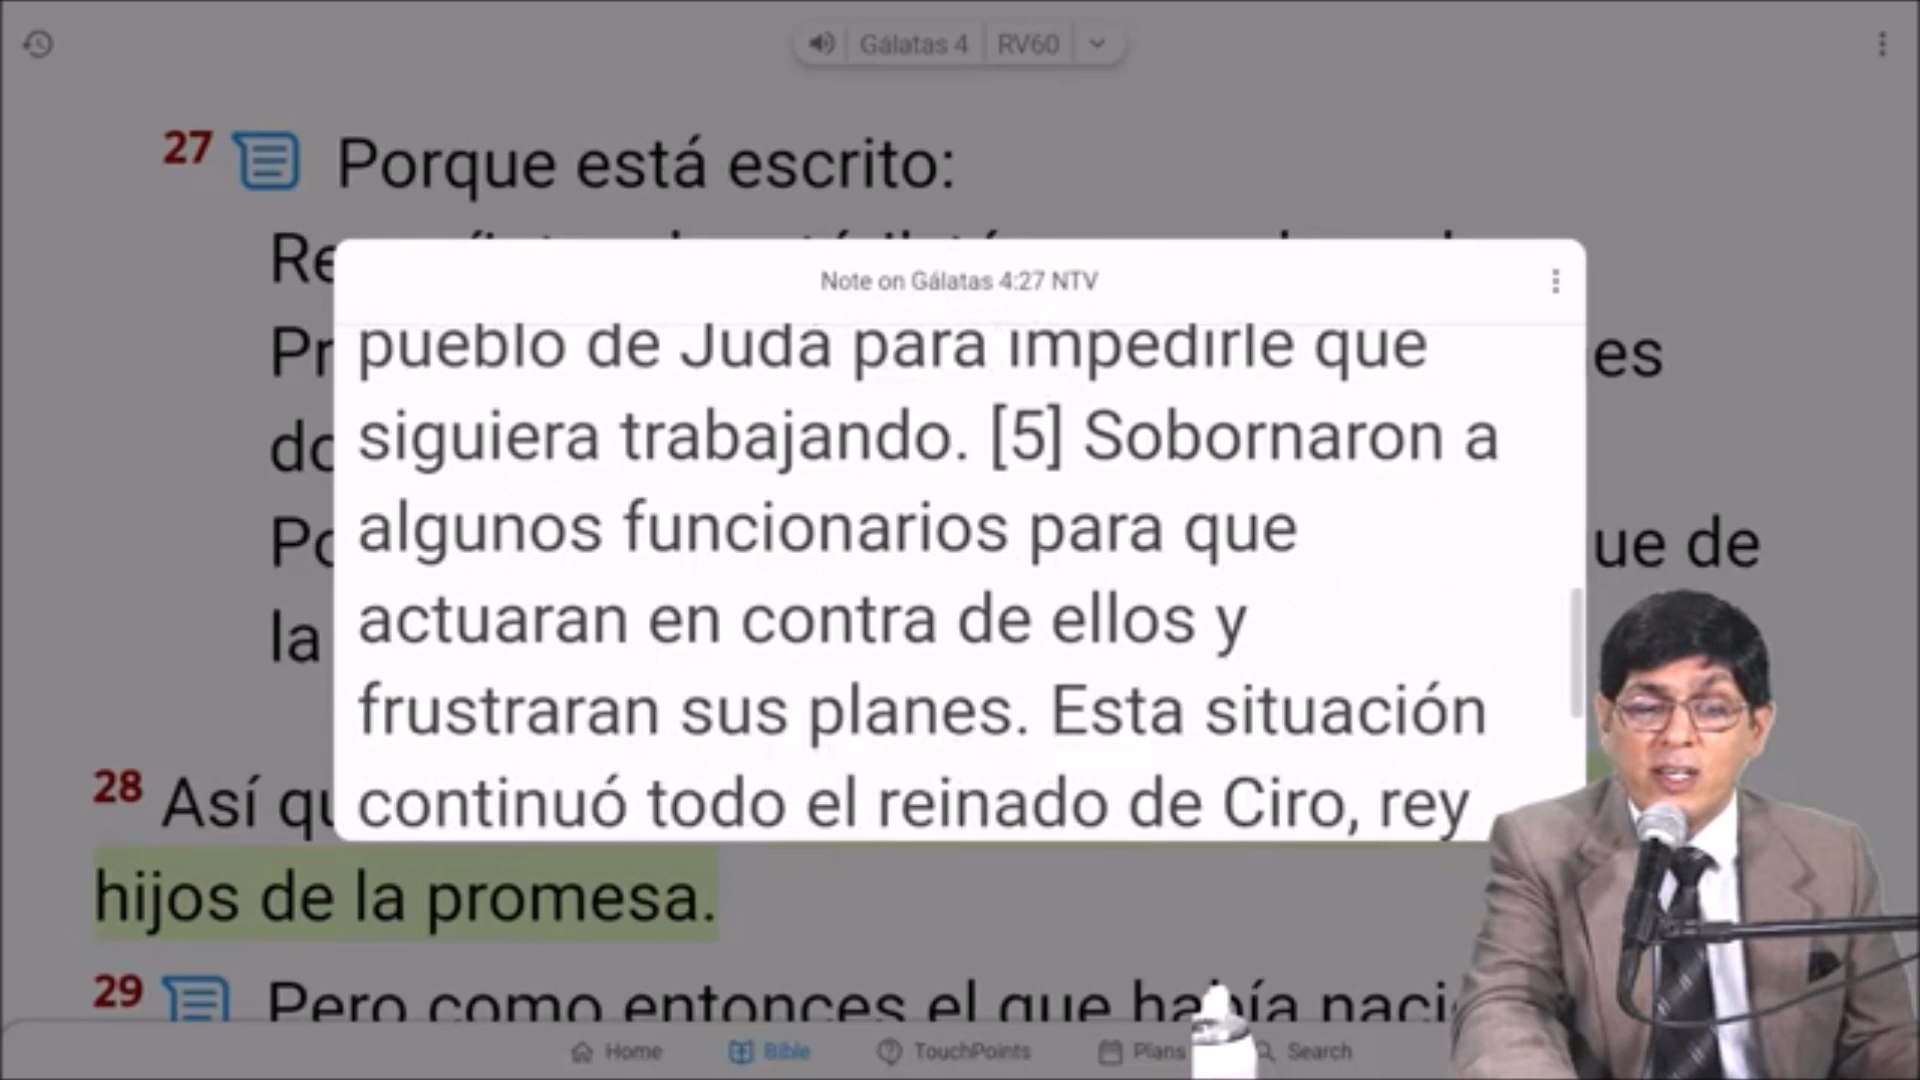 Gálatas 4 RV60
27 Porque está escrito:
Re
Note on Gálatas 4:27 NTV
Pr
es
pueblo de Judá para impedirle que
siguiera trabajando. [5] Sobornaron a
do
algunos funcionarios para que
Po
ue de
actuaran en contra de ellos y
la
frustraran sus planes. Esta situación
continuó todo el reinado de Ciro, rey
28 Así qu
hijos de la promesa.
29 Pero como entonces el que había naci
Home Bible TouchPoints Plans Search